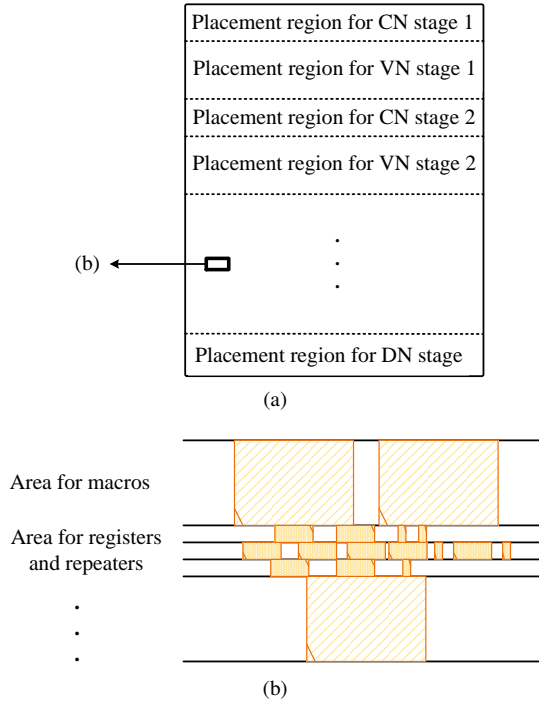 Placement region for CN stage 1
Placement region for VN stage 1
Placement region for CN stage 2
Placement region for VN stage 2
(b)
Placement region for DN stage
(a)
Area for macros
Area for registers
and repeaters
(b)